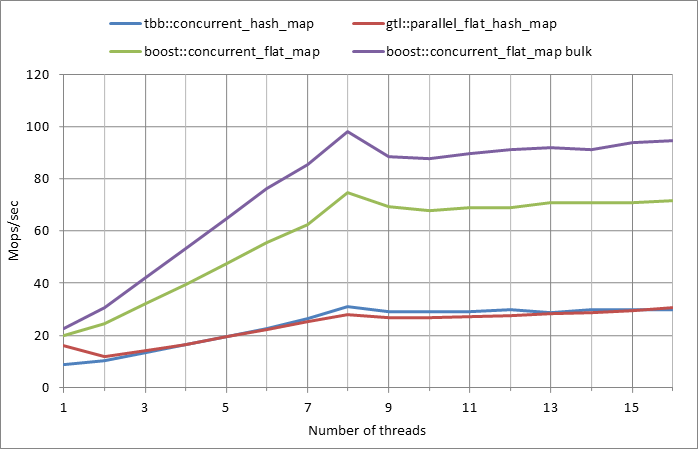 tbb::concurrent_hash_map gtl::parallel_flat_hash_map
boost::concurrent_flat_map boost::concurrent_flat_map bulk
120
100
80
60
40
20
0
Mops/sec
1 3 5 7 9 11 13 15
Number of threads